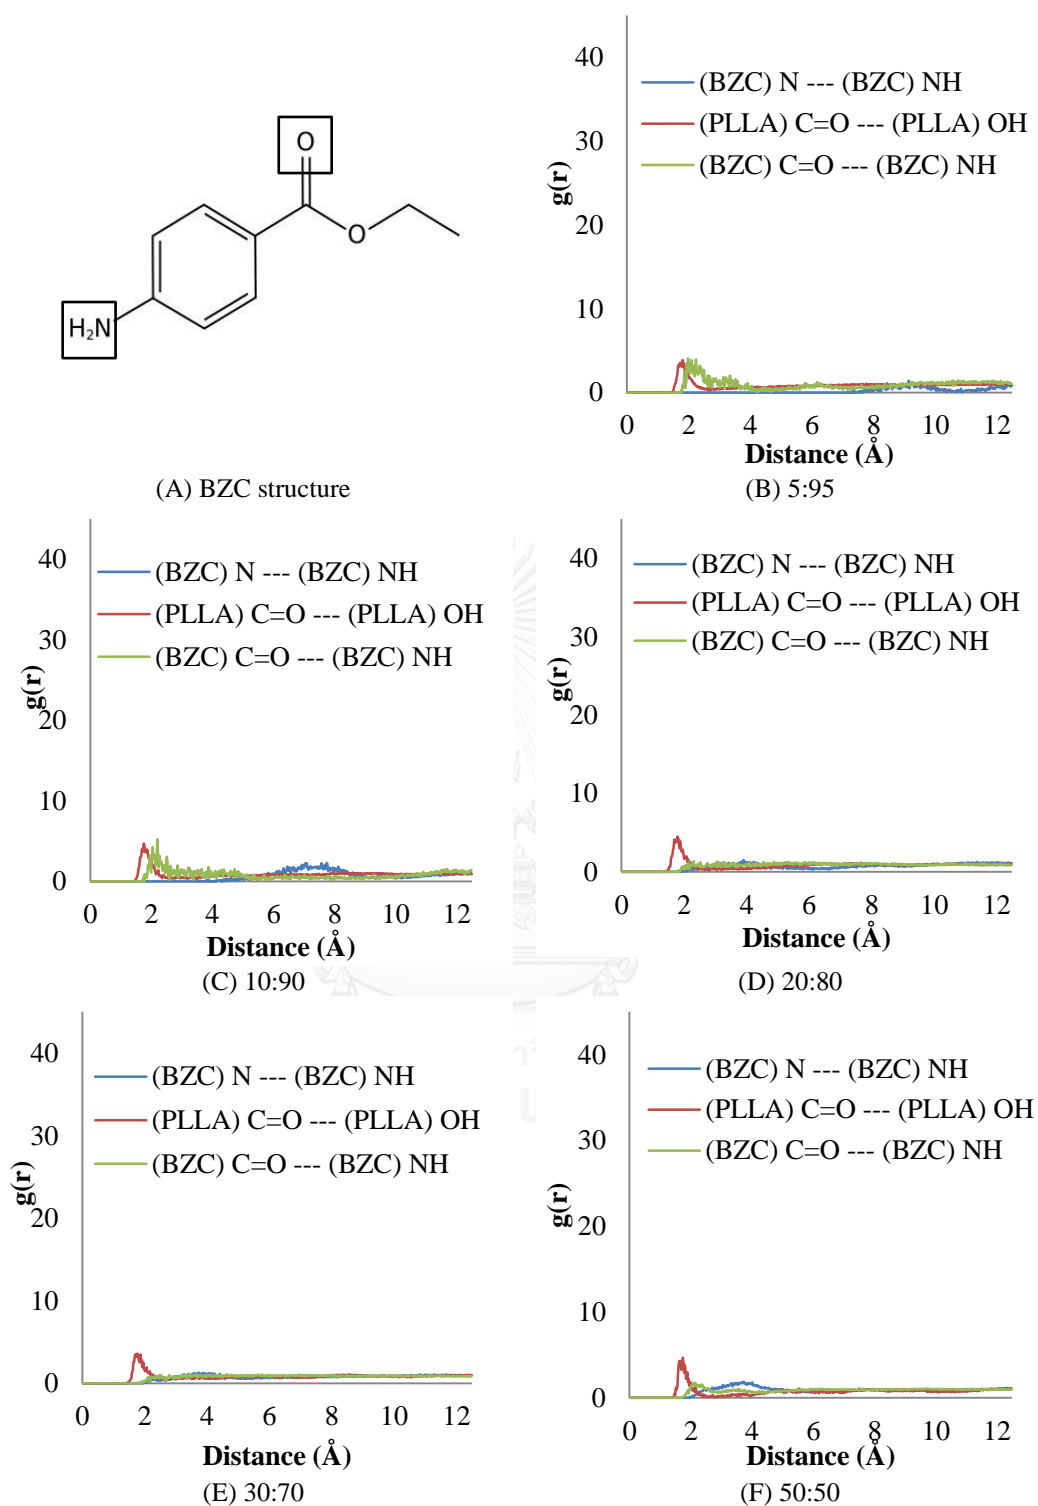 O
O
H₂N
(A) BZC structure
40
30
20
10
0
g(r)
(BZC) N --- (BZC) NH
(PLLA) C=O --- (PLLA) OH
(BZC) C=O --- (BZC) NH
0 2 4 6 8 10 12
Distance (Å)
(B) 5:95
40
30
20
10
0
g(r)
(BZC) N --- (BZC) NH
(PLLA) C=O --- (PLLA) OH
(BZC) C=O --- (BZC) NH
0 2 4 6 8 10 12
Distance (Å)
(C) 10:90
40
30
20
10
0
g(r)
(BZC) N --- (BZC) NH
(PLLA) C=O --- (PLLA) OH
(BZC) C=O --- (BZC) NH
0 2 4 6 8 10 12
Distance (Å)
(D) 20:80
40
30
20
10
0
g(r)
(BZC) N --- (BZC) NH
(PLLA) C=O --- (PLLA) OH
(BZC) C=O --- (BZC) NH
0 2 4 6 8 10 12
Distance (Å)
(E) 30:70
40
30
20
10
0
g(r)
(BZC) N --- (BZC) NH
(PLLA) C=O --- (PLLA) OH
(BZC) C=O --- (BZC) NH
0 2 4 6 8 10 12
Distance (Å)
(F) 50:50